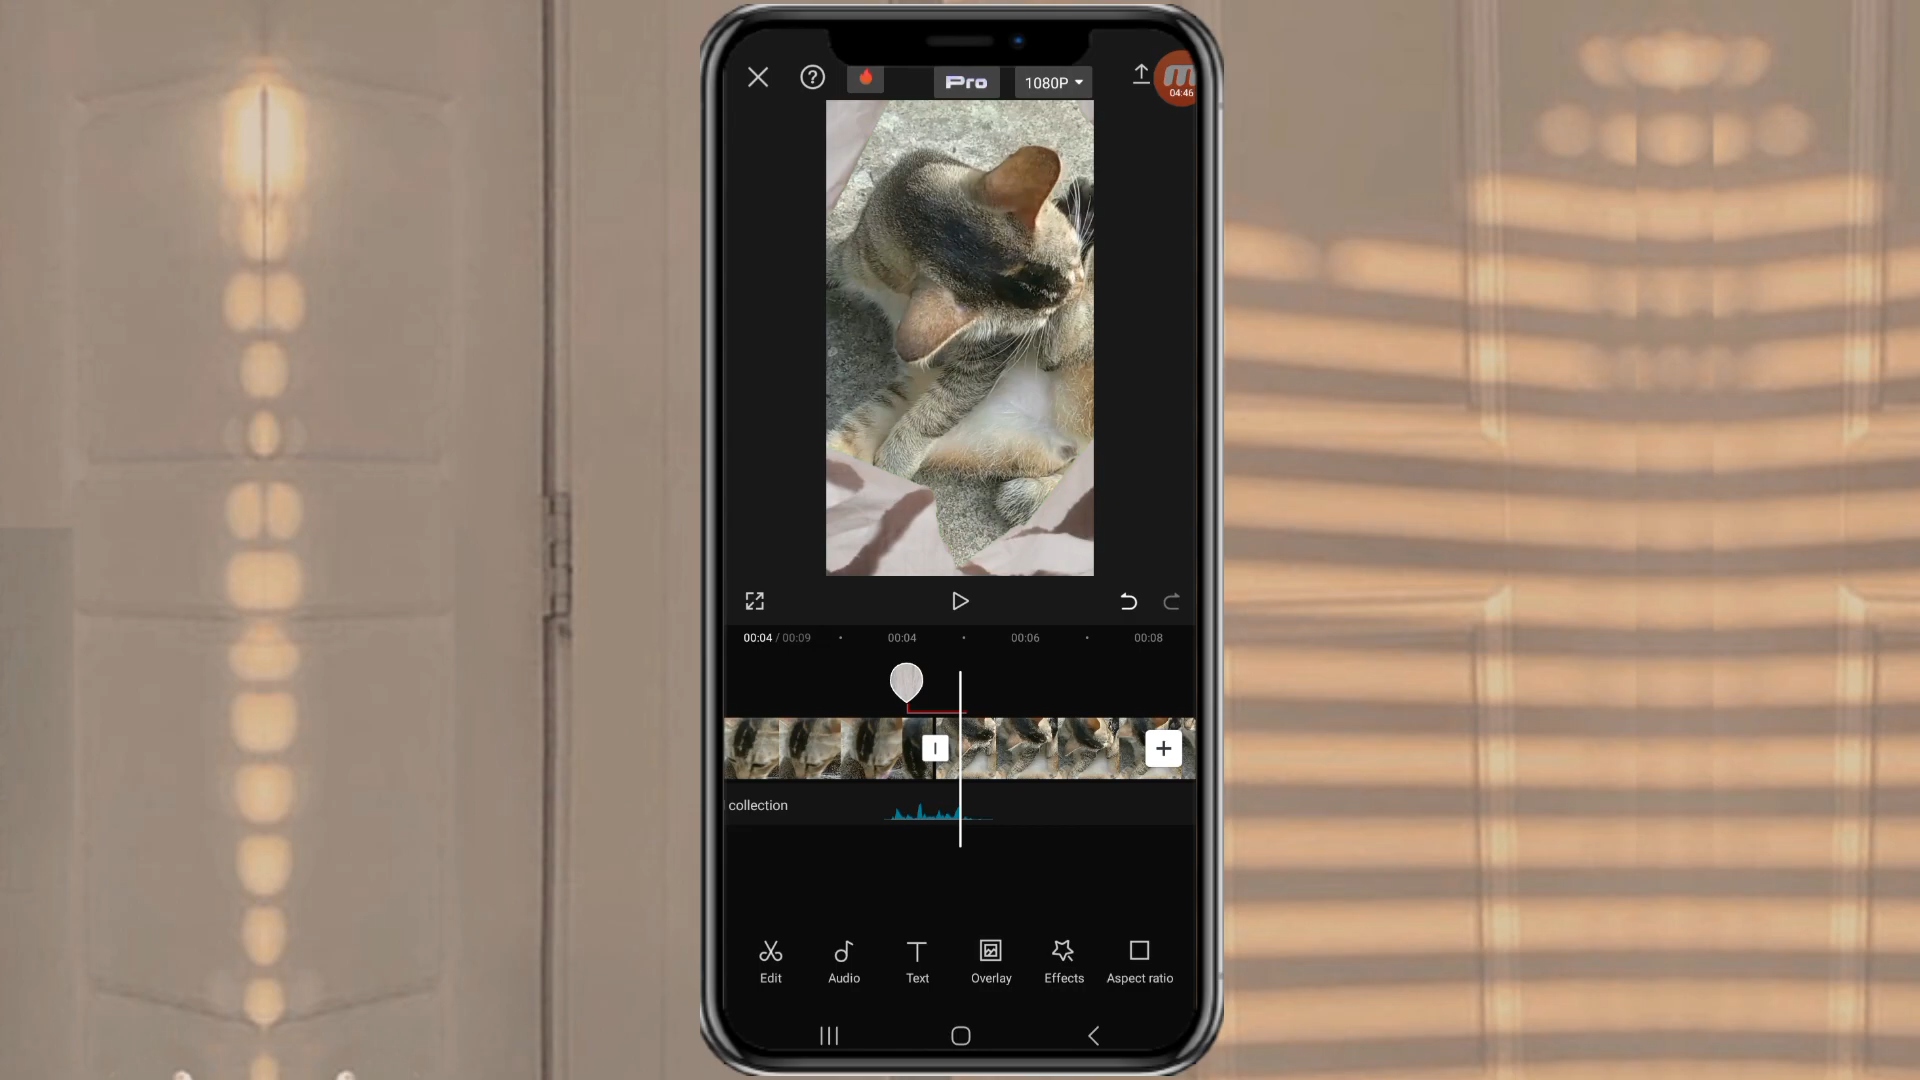 Pro
1080P
04:46
00:04 / 00:09
00:04
00:06
00:08
collection
Edit
Audio
Text
Overlay
Effects
Aspect ratio